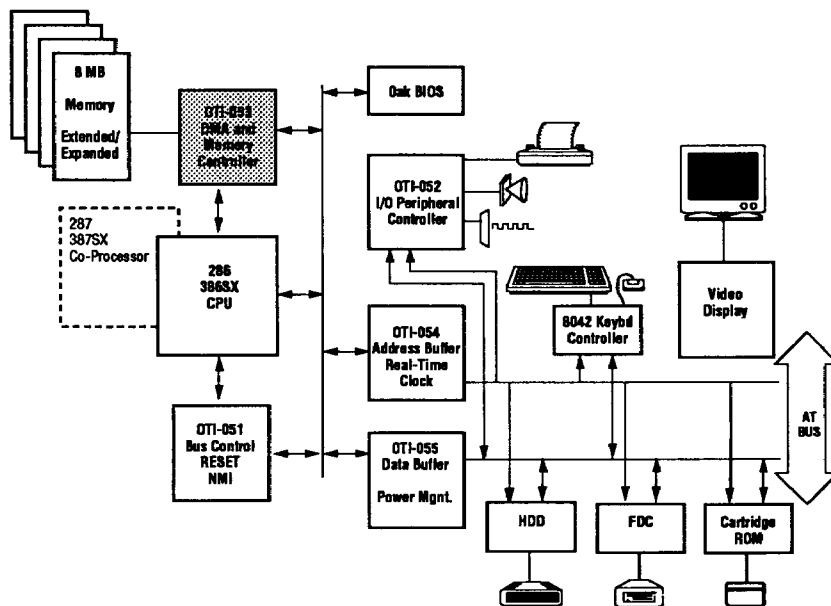 8 MB
Memory
Extended/
Expanded
OTI-053
DMA and
Memory
Controller
Oak BIOS
OTI-052
I/O Peripheral
Controller
287
387SX
Co-Processor
286
386SX
CPU
OTI-054
Address Buffer
Real-Time
Clock
8042 Keybd
Controller
Video
Display
OTI-051
Bus Control
RESET
NMI
OTI-055
Data Buffer
Power Mgnt.
AT
BUS
HDD
FDC
Cartridge
ROM